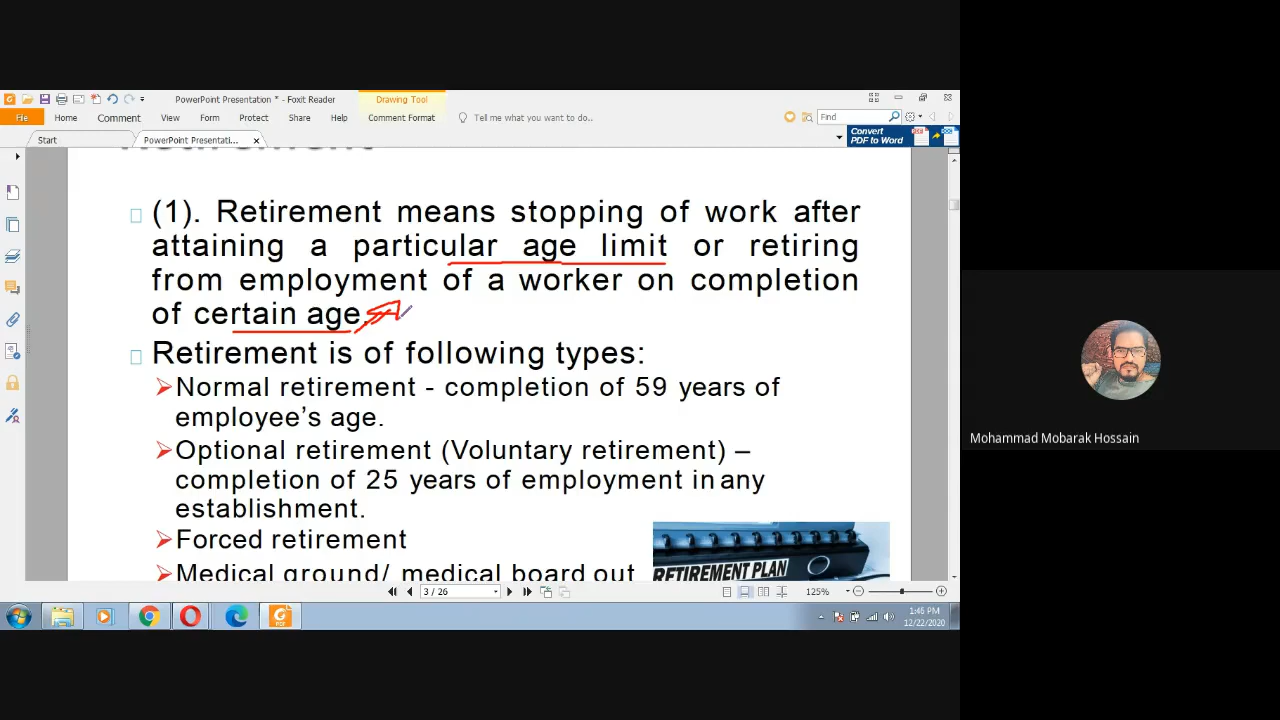 PowerPoint Presentation * - Foxit Reader
Drawing Tool
File
Home
Comment
View
Form
Protect
Share
Help
Comment Format
Tell me what you want to do..
Find
Start
PowerPoint Presentati...
Convert
PDF to Word
Retirement
(1). Retirement means stopping of work after
attaining a particular age limit or retiring
from employment of a worker on completion
of certain age.
Retirement is of following types:
Normal retirement - completion of 59 years of
employee’s age.
Optional retirement (Voluntary retirement) –
completion of 25 years of employment in any
establishment.
Forced retirement
Medical ground/ medical board out
RETIREMENT PLAN
3 / 26
125%
1:46 PM
12/22/2020
Mohammad Mobarak Hossain